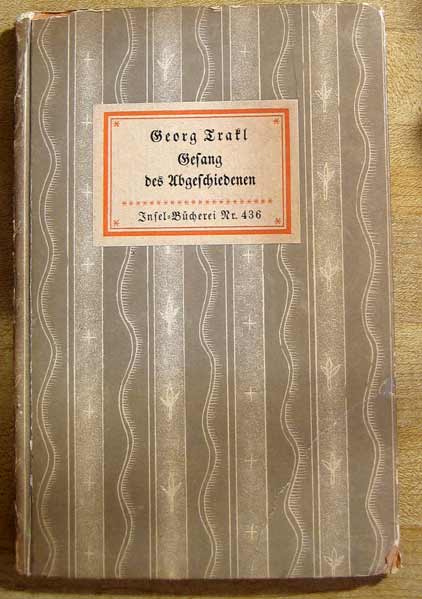 Georg Trakl
Gesang
des Abgeschiedenen
Insel-Bücherei Nr. 436